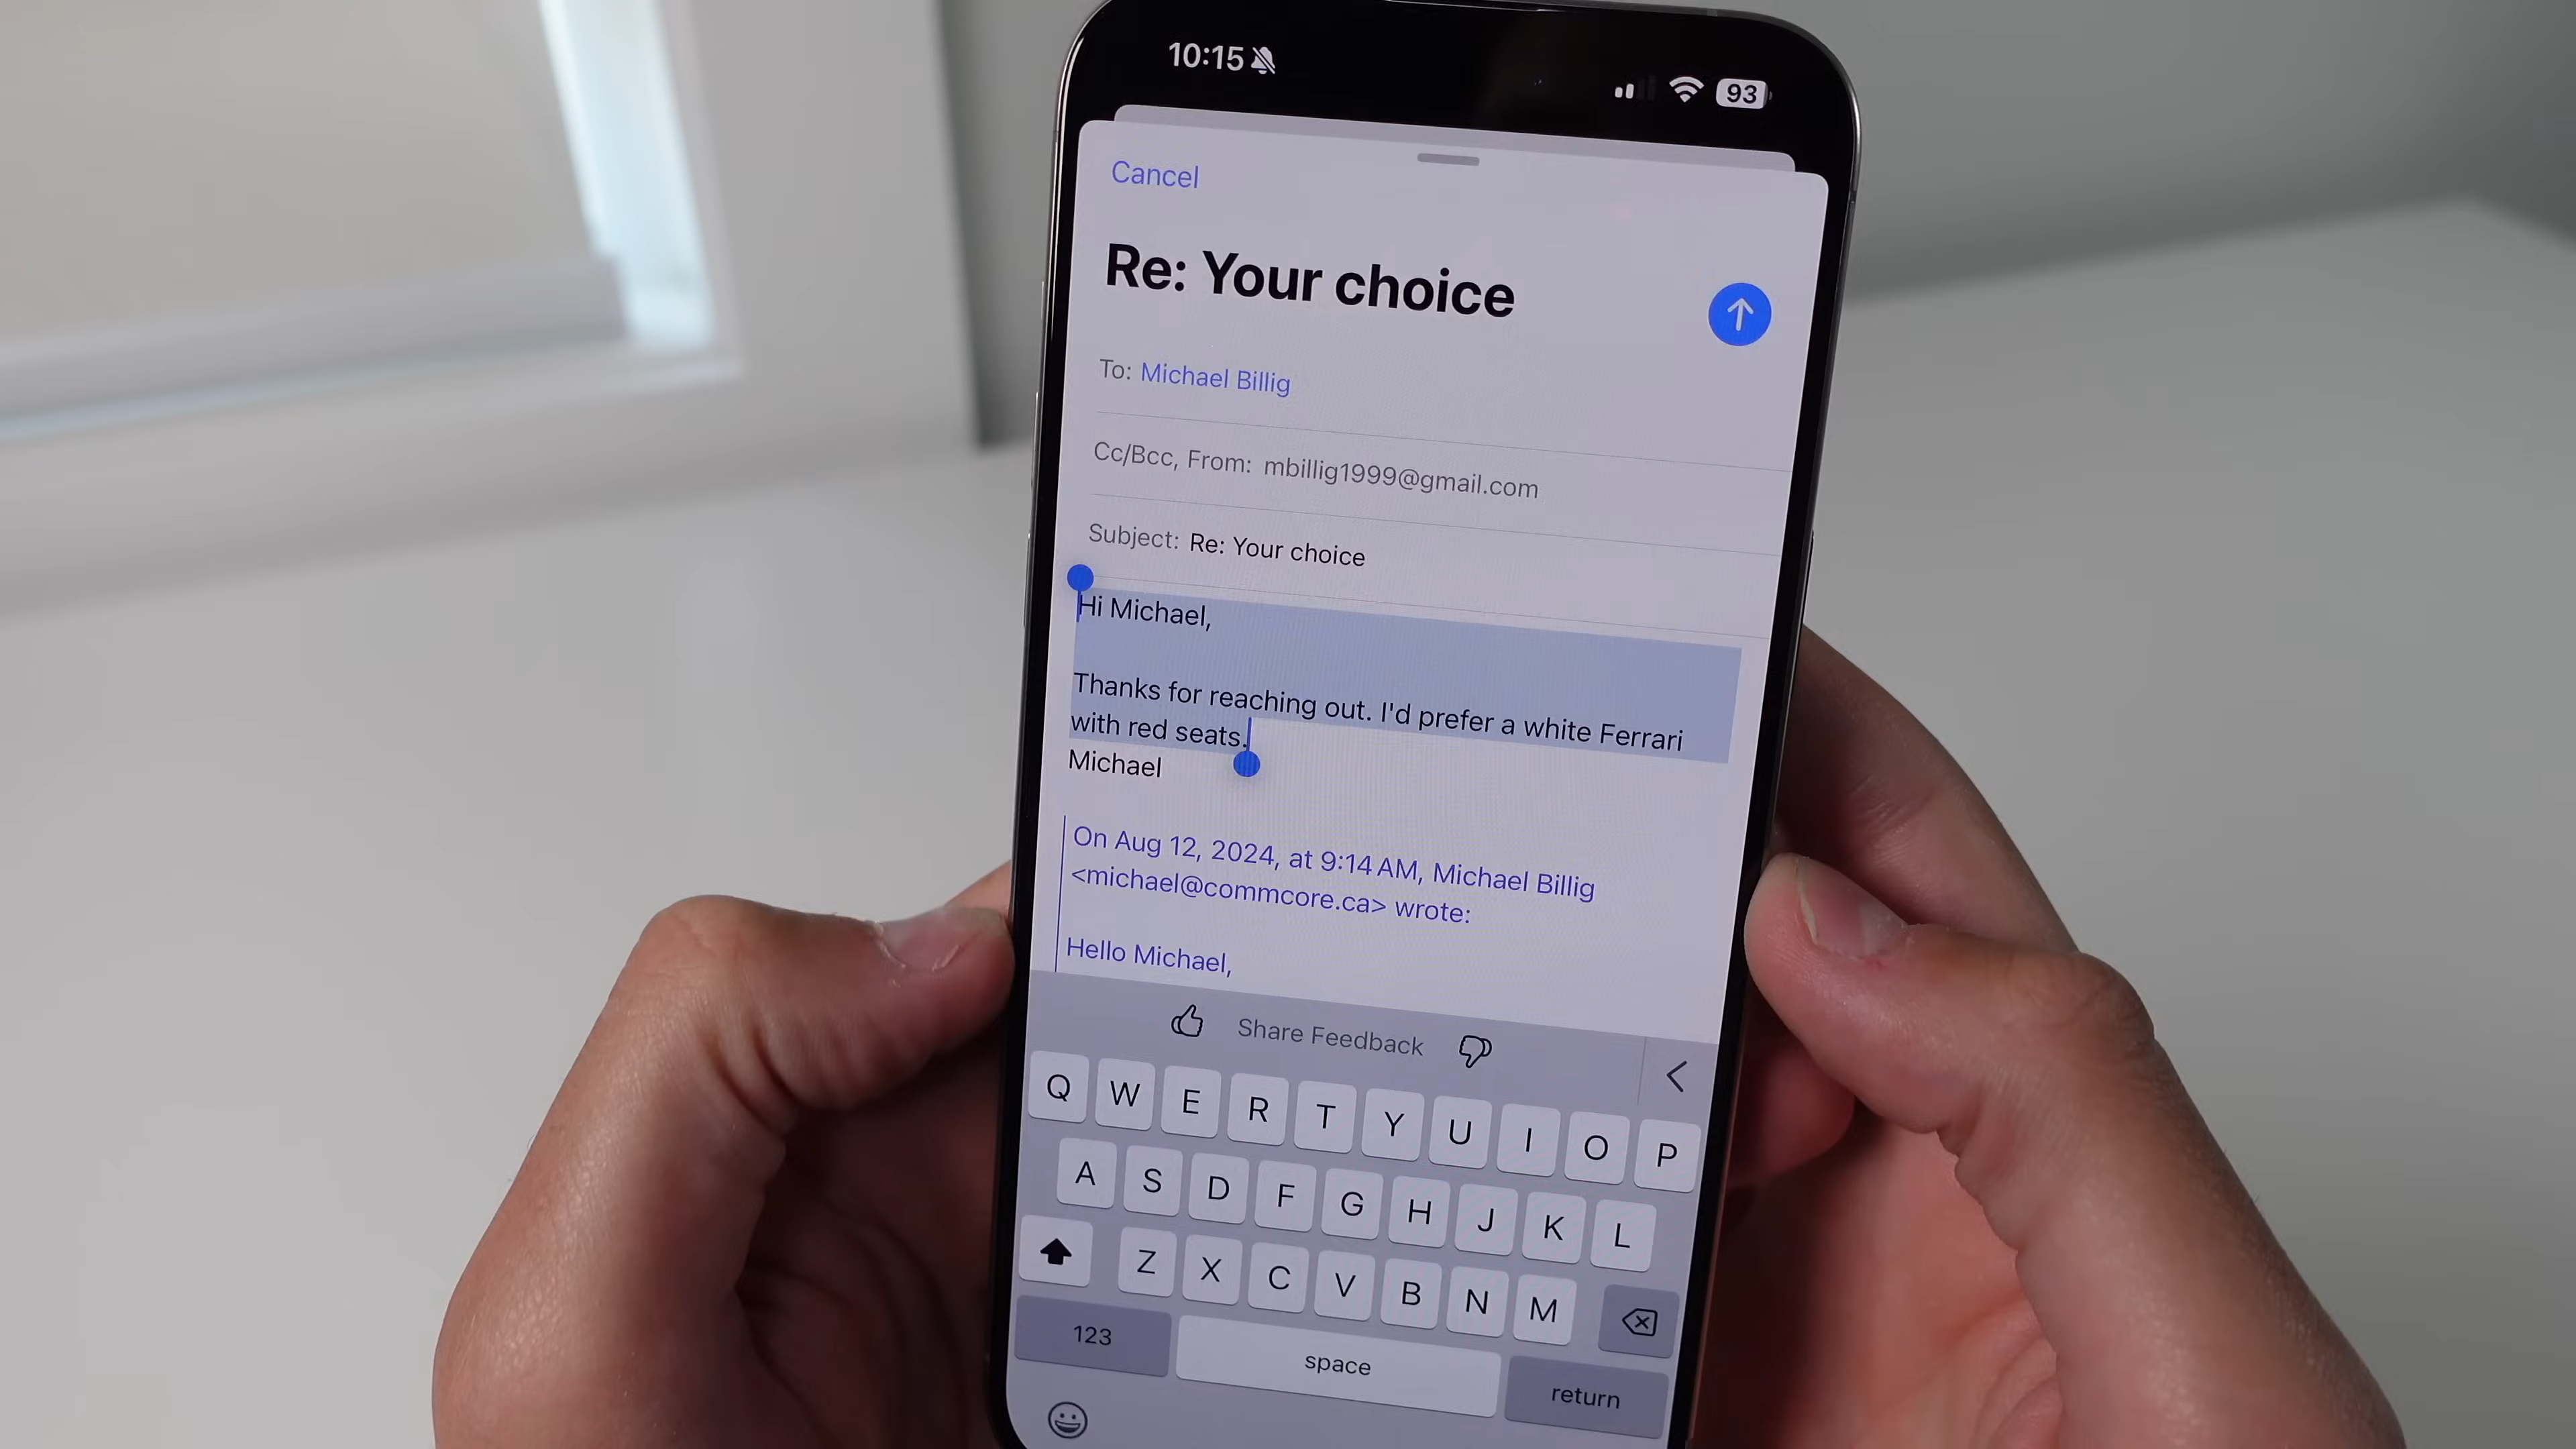 10:15
93
Cancel
Re: Your choice
To: Michael Billig
Cc/Bcc, From: mbillig1999@gmail.com
Subject: Re: Your choice
Hi Michael,
Thanks for reaching out. I'd prefer a white Ferrari
with red seats.
Michael
On Aug 12, 2024, at 9:14 AM, Michael Billig
<michael@commcore.ca> wrote:
Hello Michael,
Share Feedback
Q W E R T Y U I O P
A S D F G H J K L
Z X C V B N M
123 space return